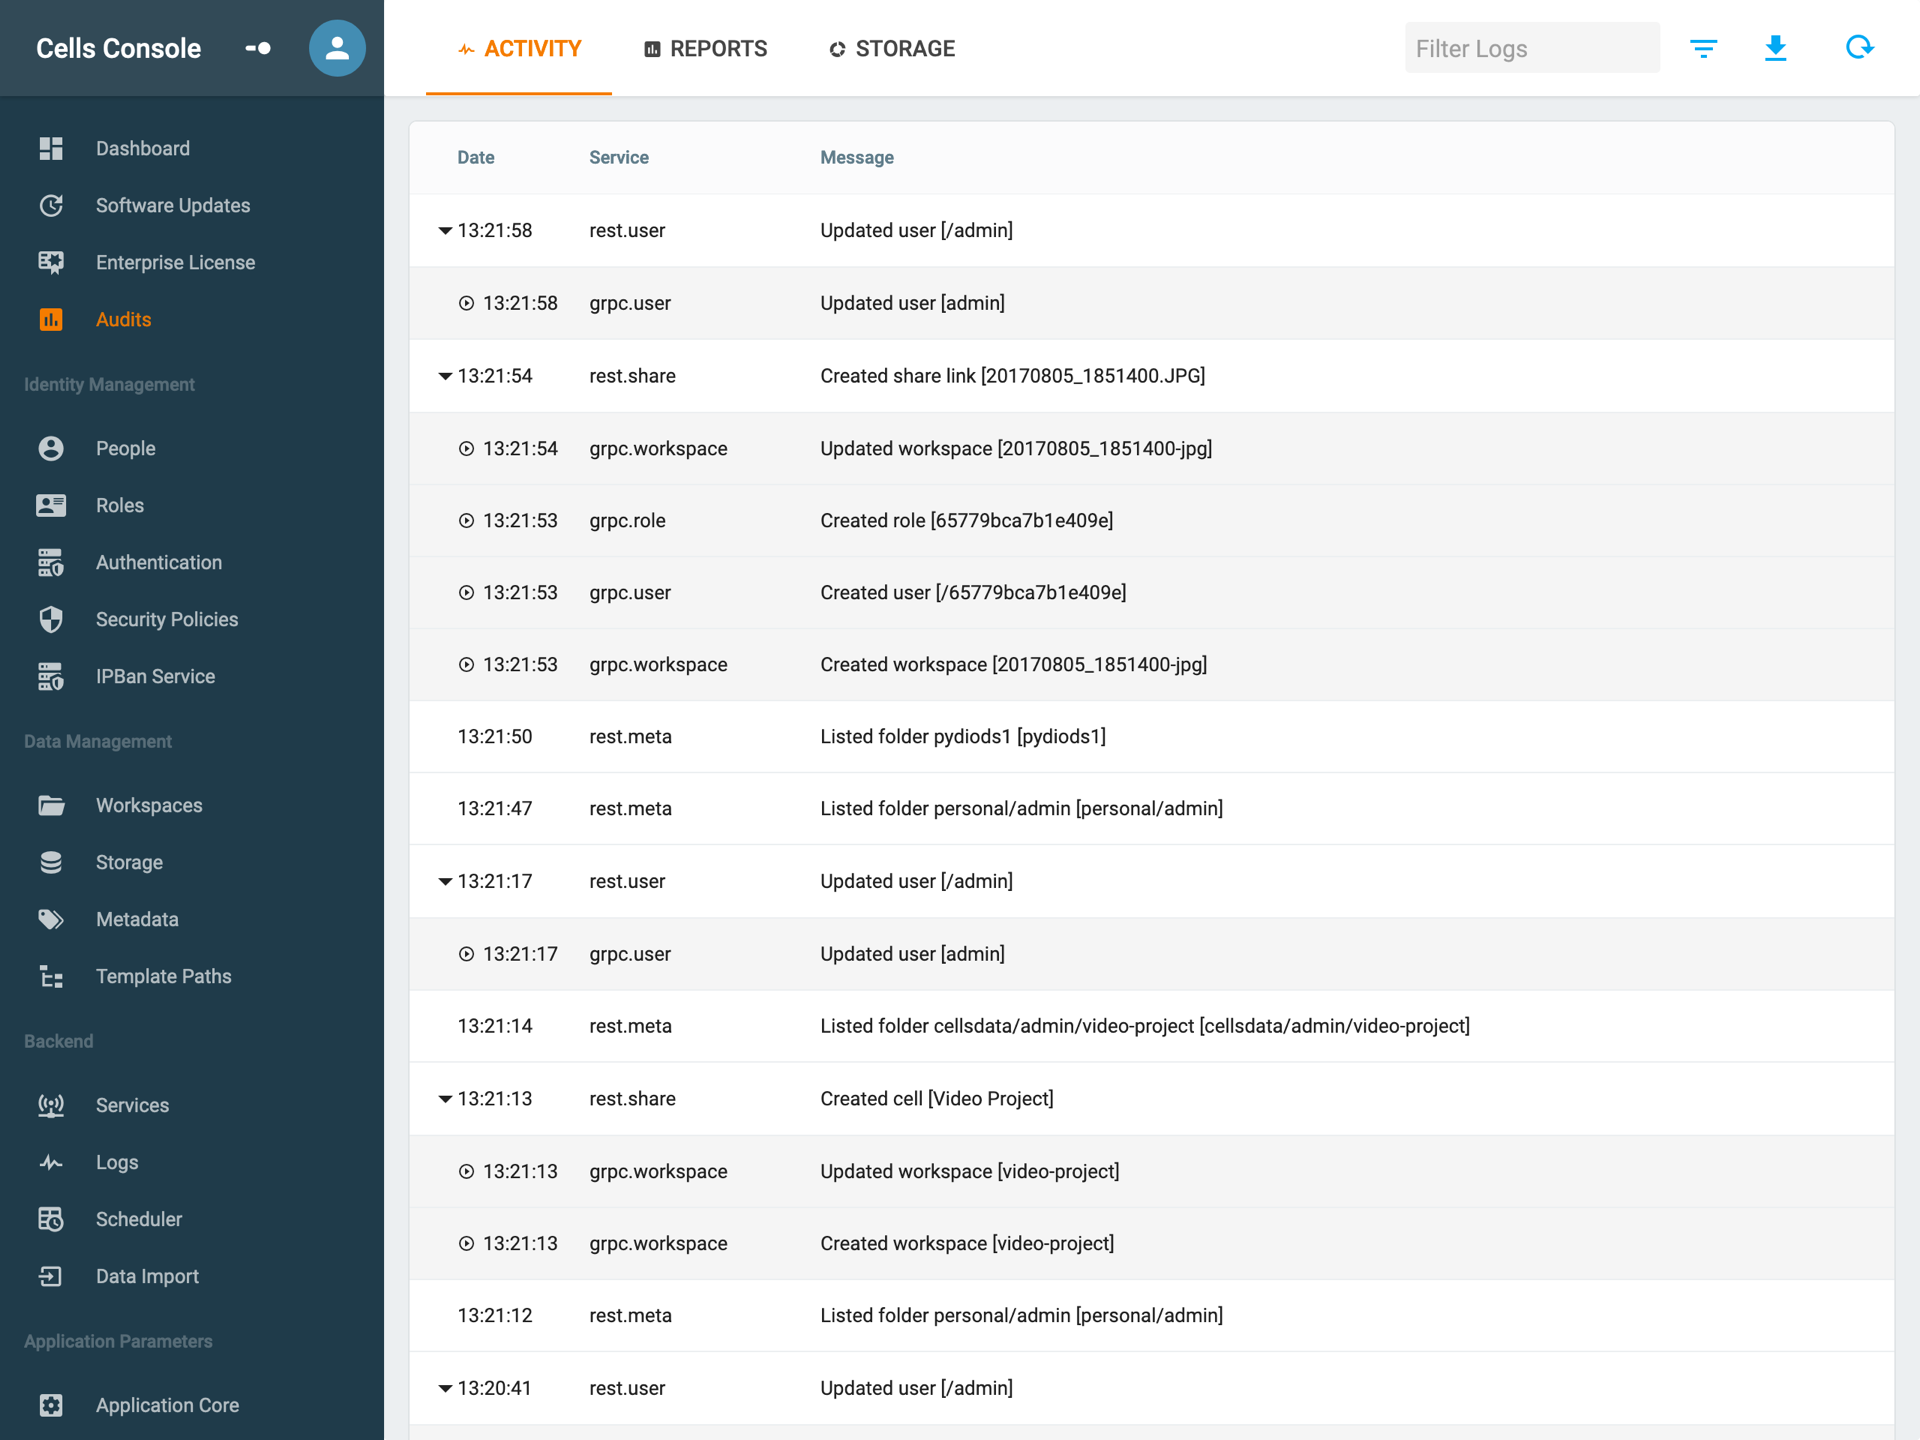 Cells Console
ACTIVITY
REPORTS
STORAGE
Filter Logs
Dashboard
Software Updates
Enterprise License
Audits
Identity Management
People
Roles
Authentication
Security Policies
IPBan Service
Data Management
Workspaces
Storage
Metadata
Template Paths
Backend
Services
Logs
Scheduler
Data Import
Application Parameters
Application Core
Date Service Message
13:21:58 rest.user Updated user [/admin]
13:21:58 grpc.user Updated user [admin]
13:21:54 rest.share Created share link [20170805_1851400.JPG]
13:21:54 grpc.workspace Updated workspace [20170805_1851400-jpg]
13:21:53 grpc.role Created role [65779bca7b1e409e]
13:21:53 grpc.user Created user [/65779bca7b1e409e]
13:21:53 grpc.workspace Created workspace [20170805_1851400-jpg]
13:21:50 rest.meta Listed folder pydiods1 [pydiods1]
13:21:47 rest.meta Listed folder personal/admin [personal/admin]
13:21:17 rest.user Updated user [/admin]
13:21:17 grpc.user Updated user [admin]
13:21:14 rest.meta Listed folder cellsdata/admin/video-project [cellsdata/admin/video-project]
13:21:13 rest.share Created cell [Video Project]
13:21:13 grpc.workspace Updated workspace [video-project]
13:21:13 grpc.workspace Created workspace [video-project]
13:21:12 rest.meta Listed folder personal/admin [personal/admin]
13:20:41 rest.user Updated user [/admin]